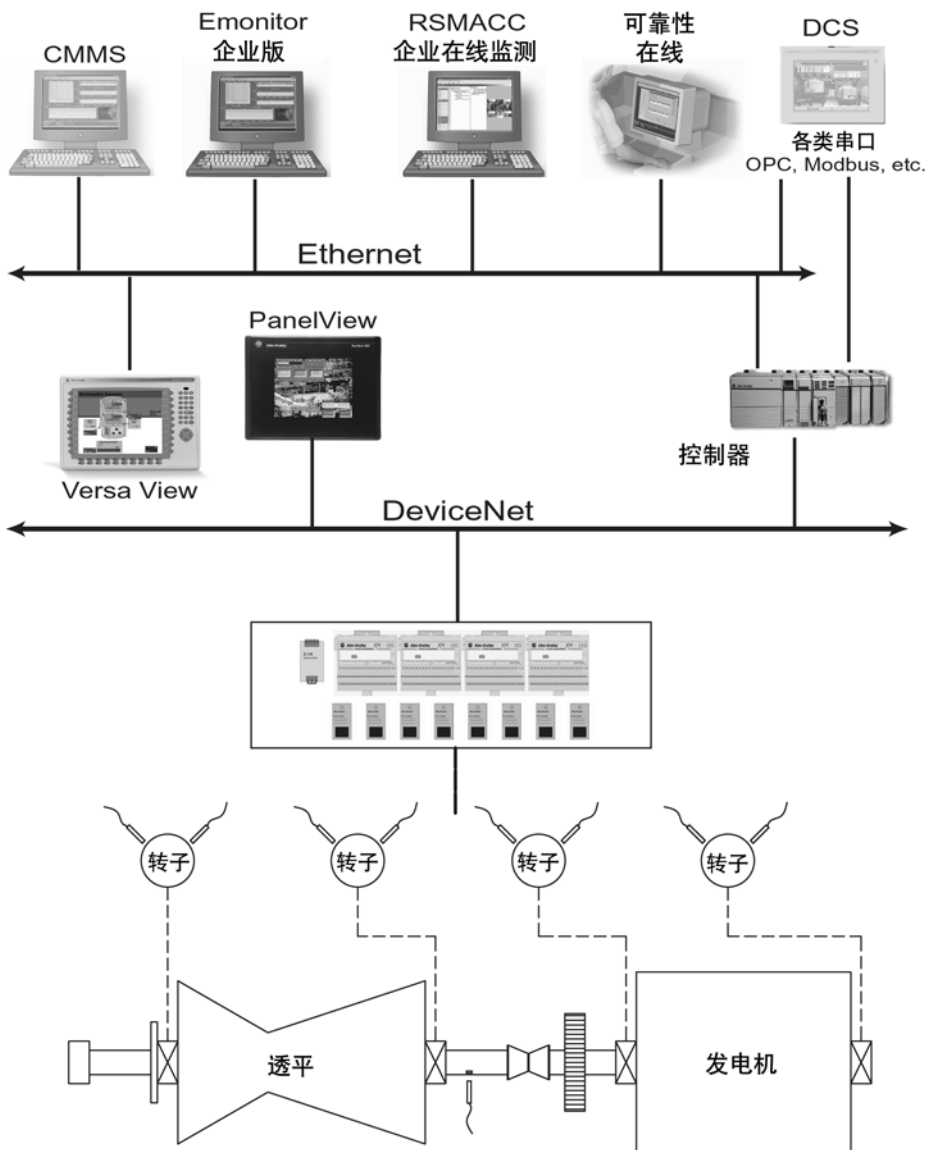 CMMS
Emonitor
企业版
RSMACC
企业在线监测
可靠性
在线
DCS
各类串口
OPC, Modbus, etc.
Ethernet
PanelView
Versa View
控制器
DeviceNet
转子
转子
转子
转子
透平
发电机